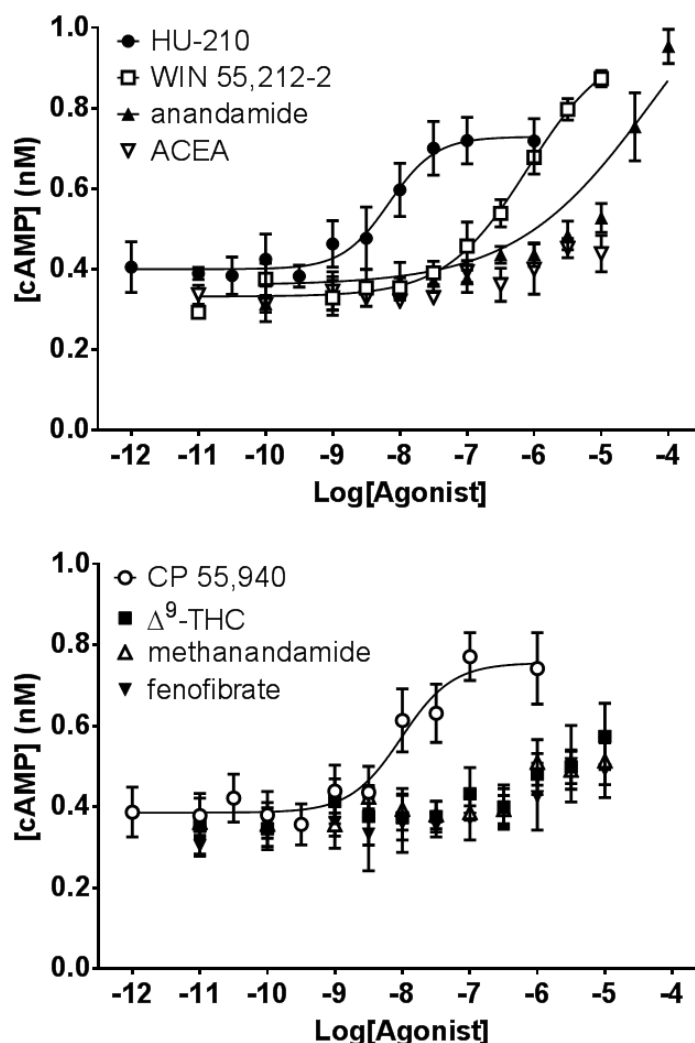 HU-210
WIN 55,212-2
anandamide
ACEA
[cAMP] (nM)
1.0
0.8
0.6
0.4
0.2
0.0
-12 -11 -10 -9 -8 -7 -6 -5 -4
Log[Agonist]
CP 55,940
Δ⁹-THC
methanandamide
fenofibrate
[cAMP] (nM)
1.0
0.8
0.6
0.4
0.2
0.0
-12 -11 -10 -9 -8 -7 -6 -5 -4
Log[Agonist]